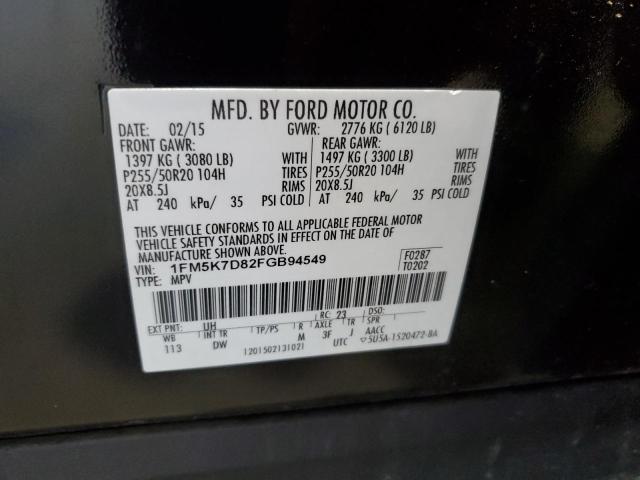 MFD. BY FORD MOTOR CO.
DATE: 02/15 GVWR: 2776 KG ( 6120 LB)
FRONT GAWR: REAR GAWR:
1397 KG ( 3080 LB) WITH 1497 KG ( 3300 LB) WITH
P255/50R20 104H TIRES P255/50R20 104H TIRES
20X8.5J RIMS 20X8.5J RIMS
AT 240 kPa/ 35 PSI COLD AT 240 kPa/ 35 PSI COLD
THIS VEHICLE CONFORMS TO ALL APPLICABLE FEDERAL MOTOR
VEHICLE SAFETY STANDARDS IN EFFECT ON THE DATE OF
MANUFACTURE SHOWN ABOVE.
VIN: 1FM5K7D82FGB94549 F0287
TYPE: MPV T0202
EXT PNT: UH RC: 23 DSO:
WB INT TR TP/PS R AXLE TR SPR
113 DW M 3F J AACC
1201502131021 UTC ▽5U5A-1520472-BA